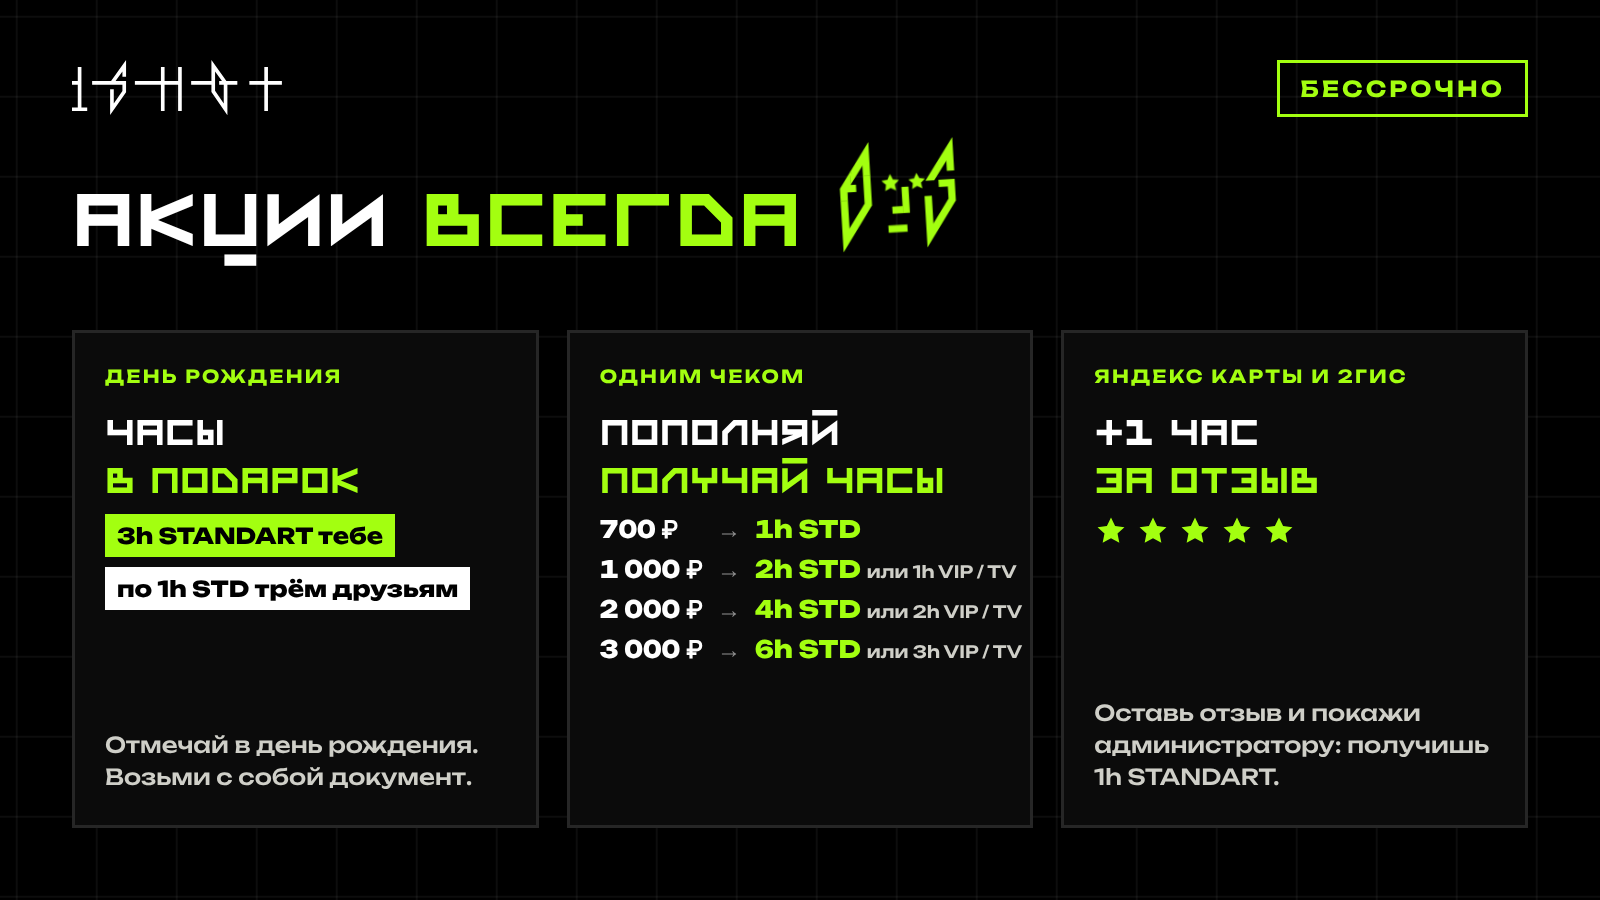 1БНФТ
БЕССРОЧНО
АКЦИИ ВСЕГДА
ДЕНЬ РОЖДЕНИЯ
ЧАСЫ
В ПОДАРОК
3h STANDART тебе
по 1h STD трём друзьям
Отмечай в день рождения.
Возьми с собой документ.
ОДНИМ ЧЕКОМ
ПОПОЛНЯЙ
ПОЛУЧАЙ ЧАСЫ
700 ₽ → 1h STD
1 000 ₽ → 2h STD или 1h VIP / TV
2 000 ₽ → 4h STD или 2h VIP / TV
3 000 ₽ → 6h STD или 3h VIP / TV
ЯНДЕКС КАРТЫ И 2ГИС
+1 ЧАС
ЗА ОТЗЫВ
★ ★ ★ ★ ★
Оставь отзыв и покажи
администратору: получишь
1h STANDART.